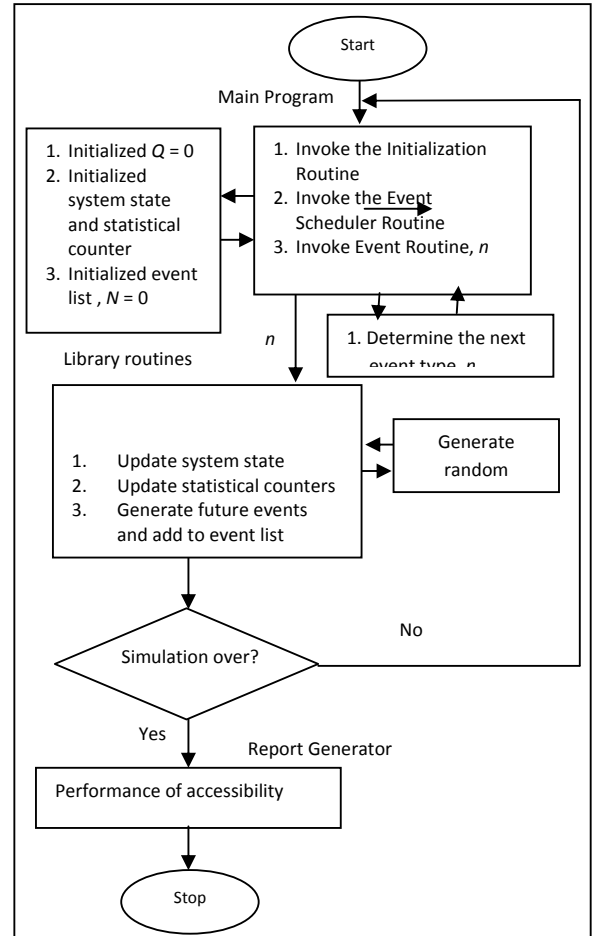 Start
Main Program
1. Initialized Q = 0
2. Initialized
system state
and statistical
counter
3. Initialized event
list , N = 0
1. Invoke the Initialization
Routine
2. Invoke the Event
Scheduler Routine
3. Invoke Event Routine, n
n
1. Determine the next
event type, n
Library routines
1. Update system state
2. Update statistical counters
3. Generate future events
and add to event list
Generate
random
Simulation over?
No
Yes
Report Generator
Performance of accessibility
Stop